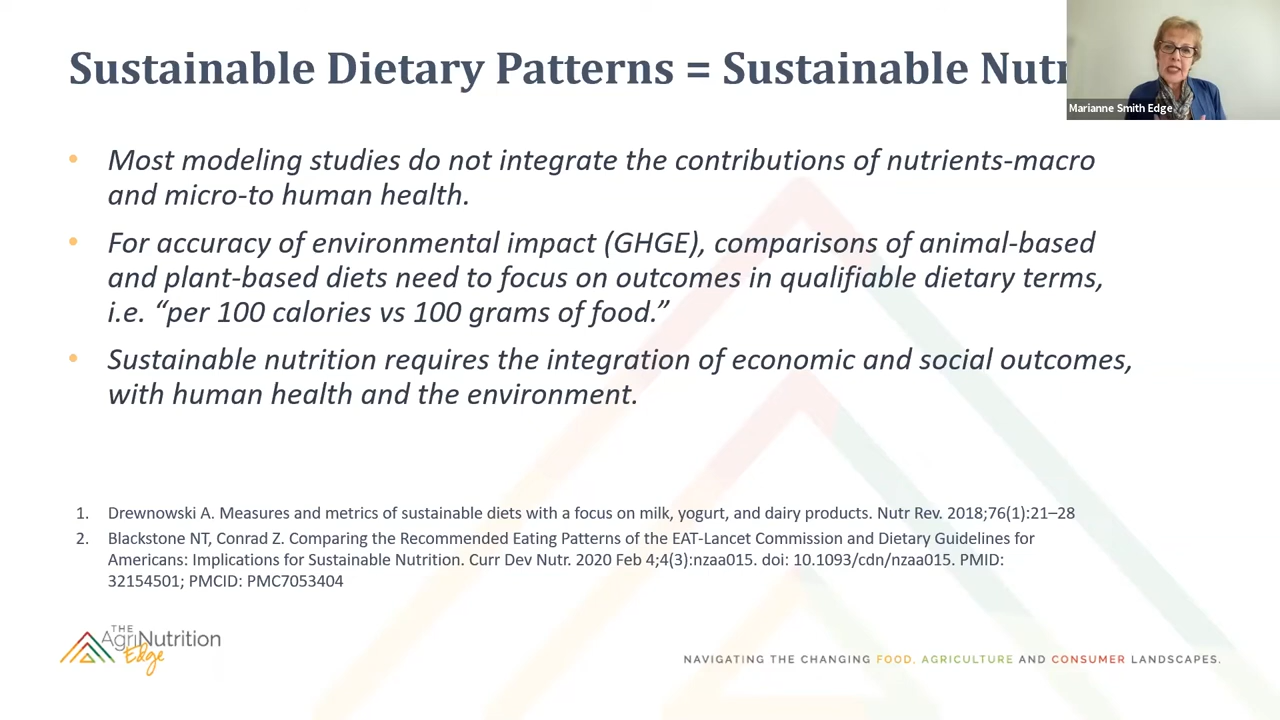 Sustainable Dietary Patterns = Sustainable
Marianne Smith Edge
• Most modeling studies do not integrate the contributions of nutrients-macro
and micro-to human health.
• For accuracy of environmental impact (GHGE), comparisons of animal-based
and plant-based diets need to focus on outcomes in qualifiable dietary terms,
i.e. “per 100 calories vs 100 grams of food.”
• Sustainable nutrition requires the integration of economic and social outcomes,
with human health and the environment.
1. Drewnowski A. Measures and metrics of sustainable diets with a focus on milk, yogurt, and dairy products. Nutr Rev. 2018;76(1):21–28
2. Blackstone NT, Conrad Z. Comparing the Recommended Eating Patterns of the EAT-Lancet Commission and Dietary Guidelines for
Americans: Implications for Sustainable Nutrition. Curr Dev Nutr. 2020 Feb 4;4(3):nzaa015. doi: 10.1093/cdn/nzaa015. PMID:
32154501; PMCID: PMC7053404
THE
AgriNutrition
Edge
NAVIGATING THE CHANGING FOOD, AGRICULTURE AND CONSUMER LANDSCAPES.